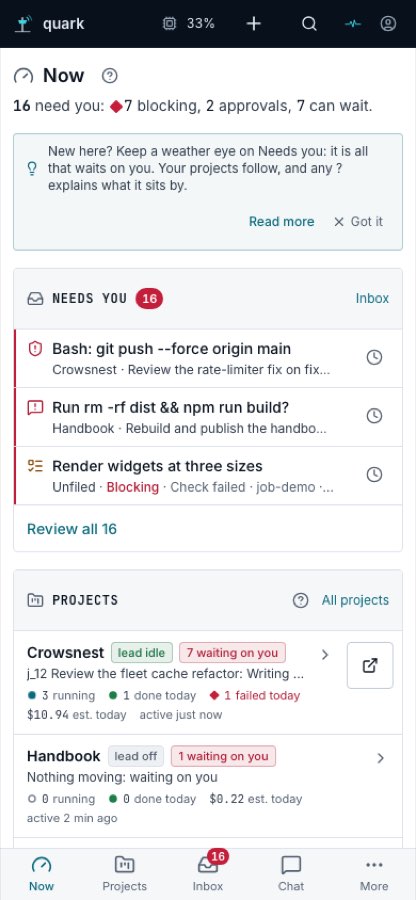 quark
33%
Now
16 need you: 7 blocking, 2 approvals, 7 can wait.
New here? Keep a weather eye on Needs you: it is all
that waits on you. Your projects follow, and any ?
explains what it sits by.
Read more
Got it
NEEDS YOU 16
Inbox
Bash: git push --force origin main
Crowsnest · Review the rate-limiter fix on fix...
Run rm -rf dist && npm run build?
Handbook · Rebuild and publish the handbo...
Render widgets at three sizes
Unfiled · Blocking · Check failed · job-demo ·...
Review all 16
PROJECTS
All projects
Crowsnest lead idle 7 waiting on you
j_12 Review the fleet cache refactor: Writing ...
3 running 1 done today 1 failed today
$10.94 est. today active just now
Handbook lead off 1 waiting on you
Nothing moving: waiting on you
0 running 0 done today $0.22 est. today
active 2 min ago
16
Now Projects Inbox Chat More